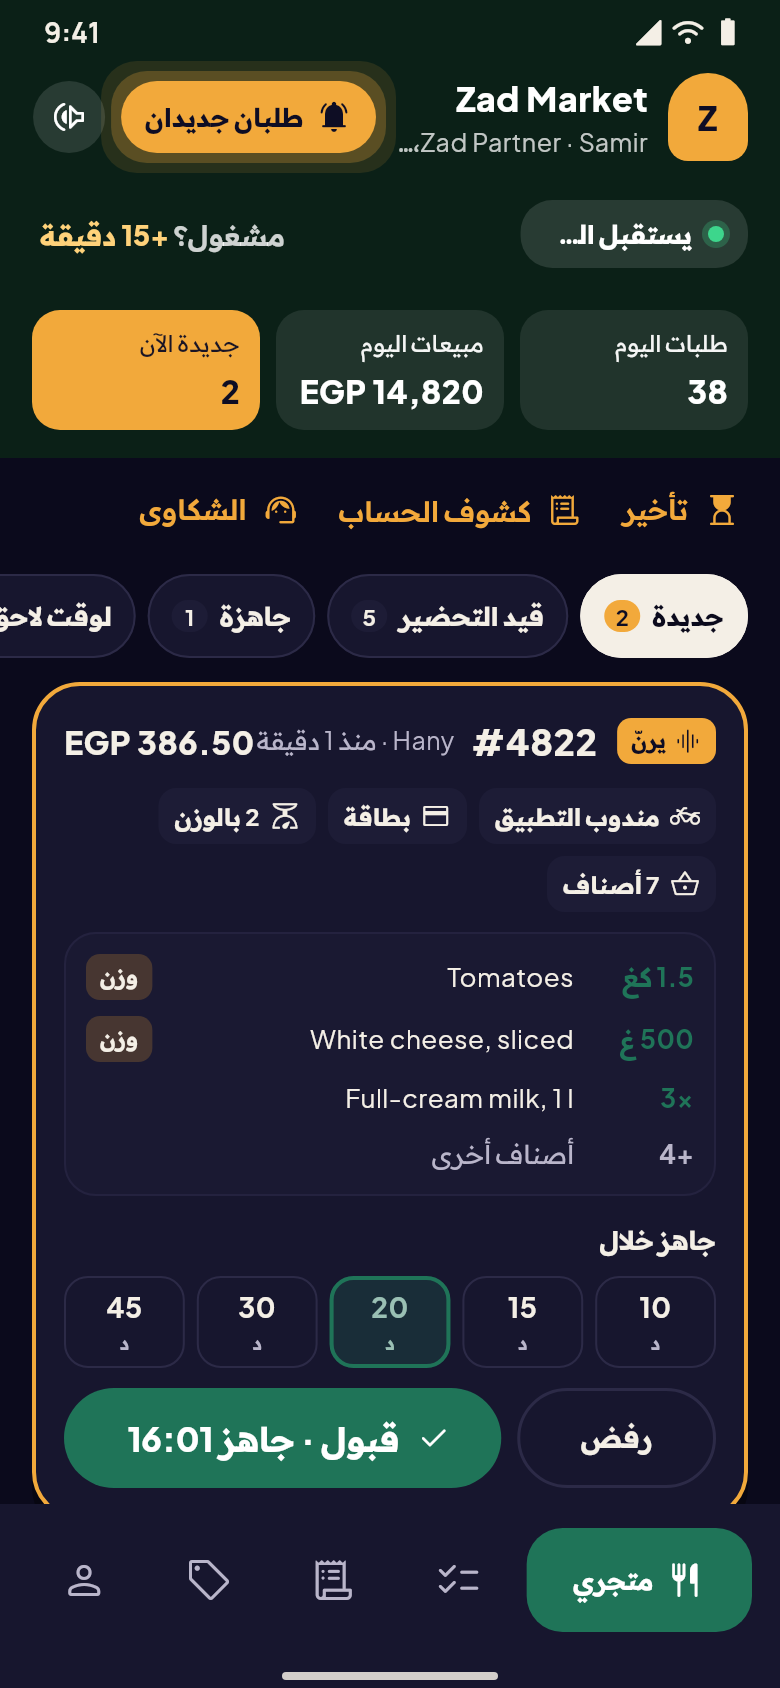 9:41
Z
Zad Market
Zad Partner · Samir،...
طلبان جديدان
يستقبل الـ...
مشغول؟ +15 دقيقة
طلبات اليوم
38
مبيعات اليوم
EGP 14,820
جديدة الآن
2
تأخير
كشوف الحساب
الشكاوى
جديدة 2
قيد التحضير 5
جاهزة 1
لوقت لاحق
يرنّ
#4822
Hany · منذ 1 دقيقة
EGP 386.50
مندوب التطبيق
بطاقة
2 بالوزن
7 أصناف
1.5 كغ Tomatoes وزن
500 غ White cheese, sliced وزن
3× Full-cream milk, 1 l
+4 أصناف أخرى
جاهز خلال
10 د
15 د
20 د
30 د
45 د
رفض
قبول · جاهز 16:01
متجري